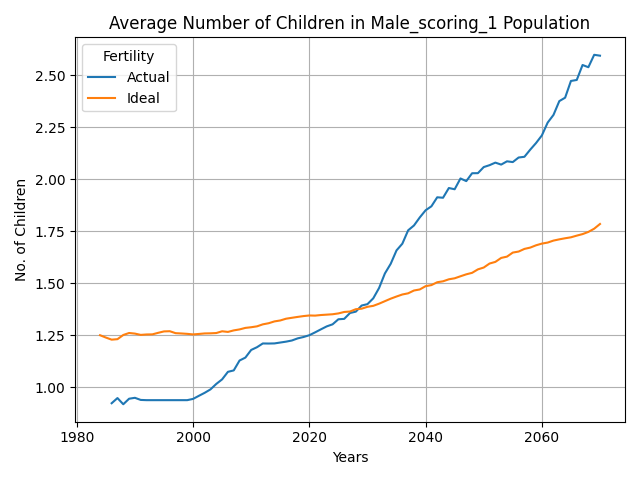 Average Number of Children in Male_scoring_1 Population
Fertility
Actual
Ideal
2.50
2.25
2.00
1.75
1.50
1.25
1.00
No. of Children
1980
2000
2020
2040
2060
Years